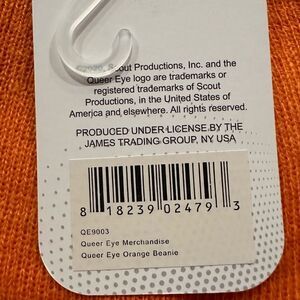 ©2020, Scout Productions, Inc. and the
Queer Eye logo are trademarks or
registered trademarks of Scout
Productions, in the United States of
America and elsewhere. All rights reserved.
PRODUCED UNDER LICENSE BY THE
JAMES TRADING GROUP, NY USA
8 18239 02479 3
QE9003
Queer Eye Merchandise
Queer Eye Orange Beanie